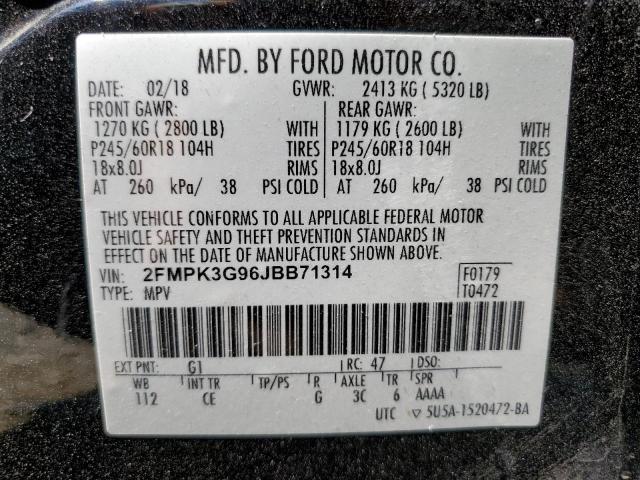 MFD. BY FORD MOTOR CO.
DATE: 02/18 GVWR: 2413 KG ( 5320 LB)
FRONT GAWR: REAR GAWR:
1270 KG ( 2800 LB) WITH 1179 KG ( 2600 LB) WITH
P245/60R18 104H TIRES P245/60R18 104H TIRES
18x8.0J RIMS 18x8.0J RIMS
AT 260 kPa/ 38 PSI COLD AT 260 kPa/ 38 PSI COLD
THIS VEHICLE CONFORMS TO ALL APPLICABLE FEDERAL MOTOR
VEHICLE SAFETY AND THEFT PREVENTION STANDARDS IN
EFFECT ON THE DATE OF MANUFACTURE SHOWN ABOVE.
VIN: 2FMPK3G96JBB71314 F0179
TYPE: MPV T0472
EXT PNT: G1 RC: 47 DSO:
WB INT TR TP/PS R AXLE TR SPR
112 CE G 3C 6 AAAA
UTC ▽ 5U5A-1520472-BA